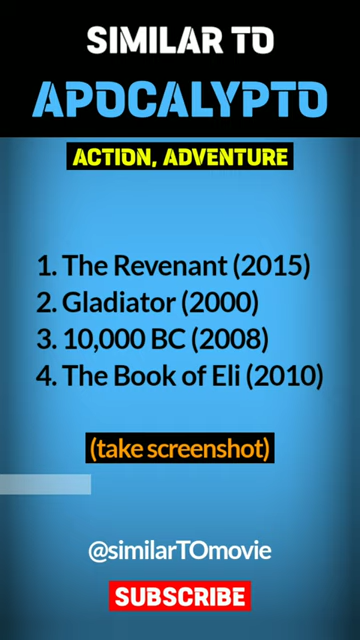 SIMILAR TO
APOCALYPTO
ACTION, ADVENTURE
1. The Revenant (2015)
2. Gladiator (2000)
3. 10,000 BC (2008)
4. The Book of Eli (2010)
(take screenshot)
@similarTOmovie
SUBSCRIBE